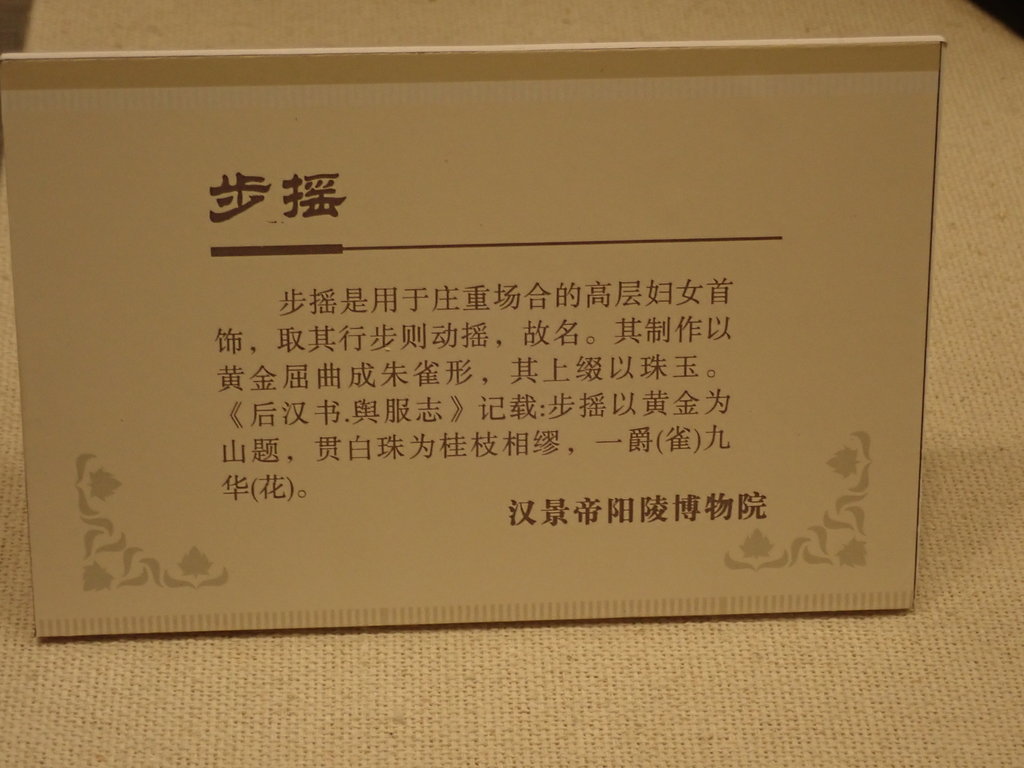 步摇
步摇是用于庄重场合的高层妇女首
饰，取其行步则动摇，故名。其制作以
黄金屈曲成朱雀形，其上缀以珠玉。
《后汉书.舆服志》记载:步摇以黄金为
山题，贯白珠为桂枝相缪，一爵(雀)九
华(花)。
汉景帝阳陵博物院